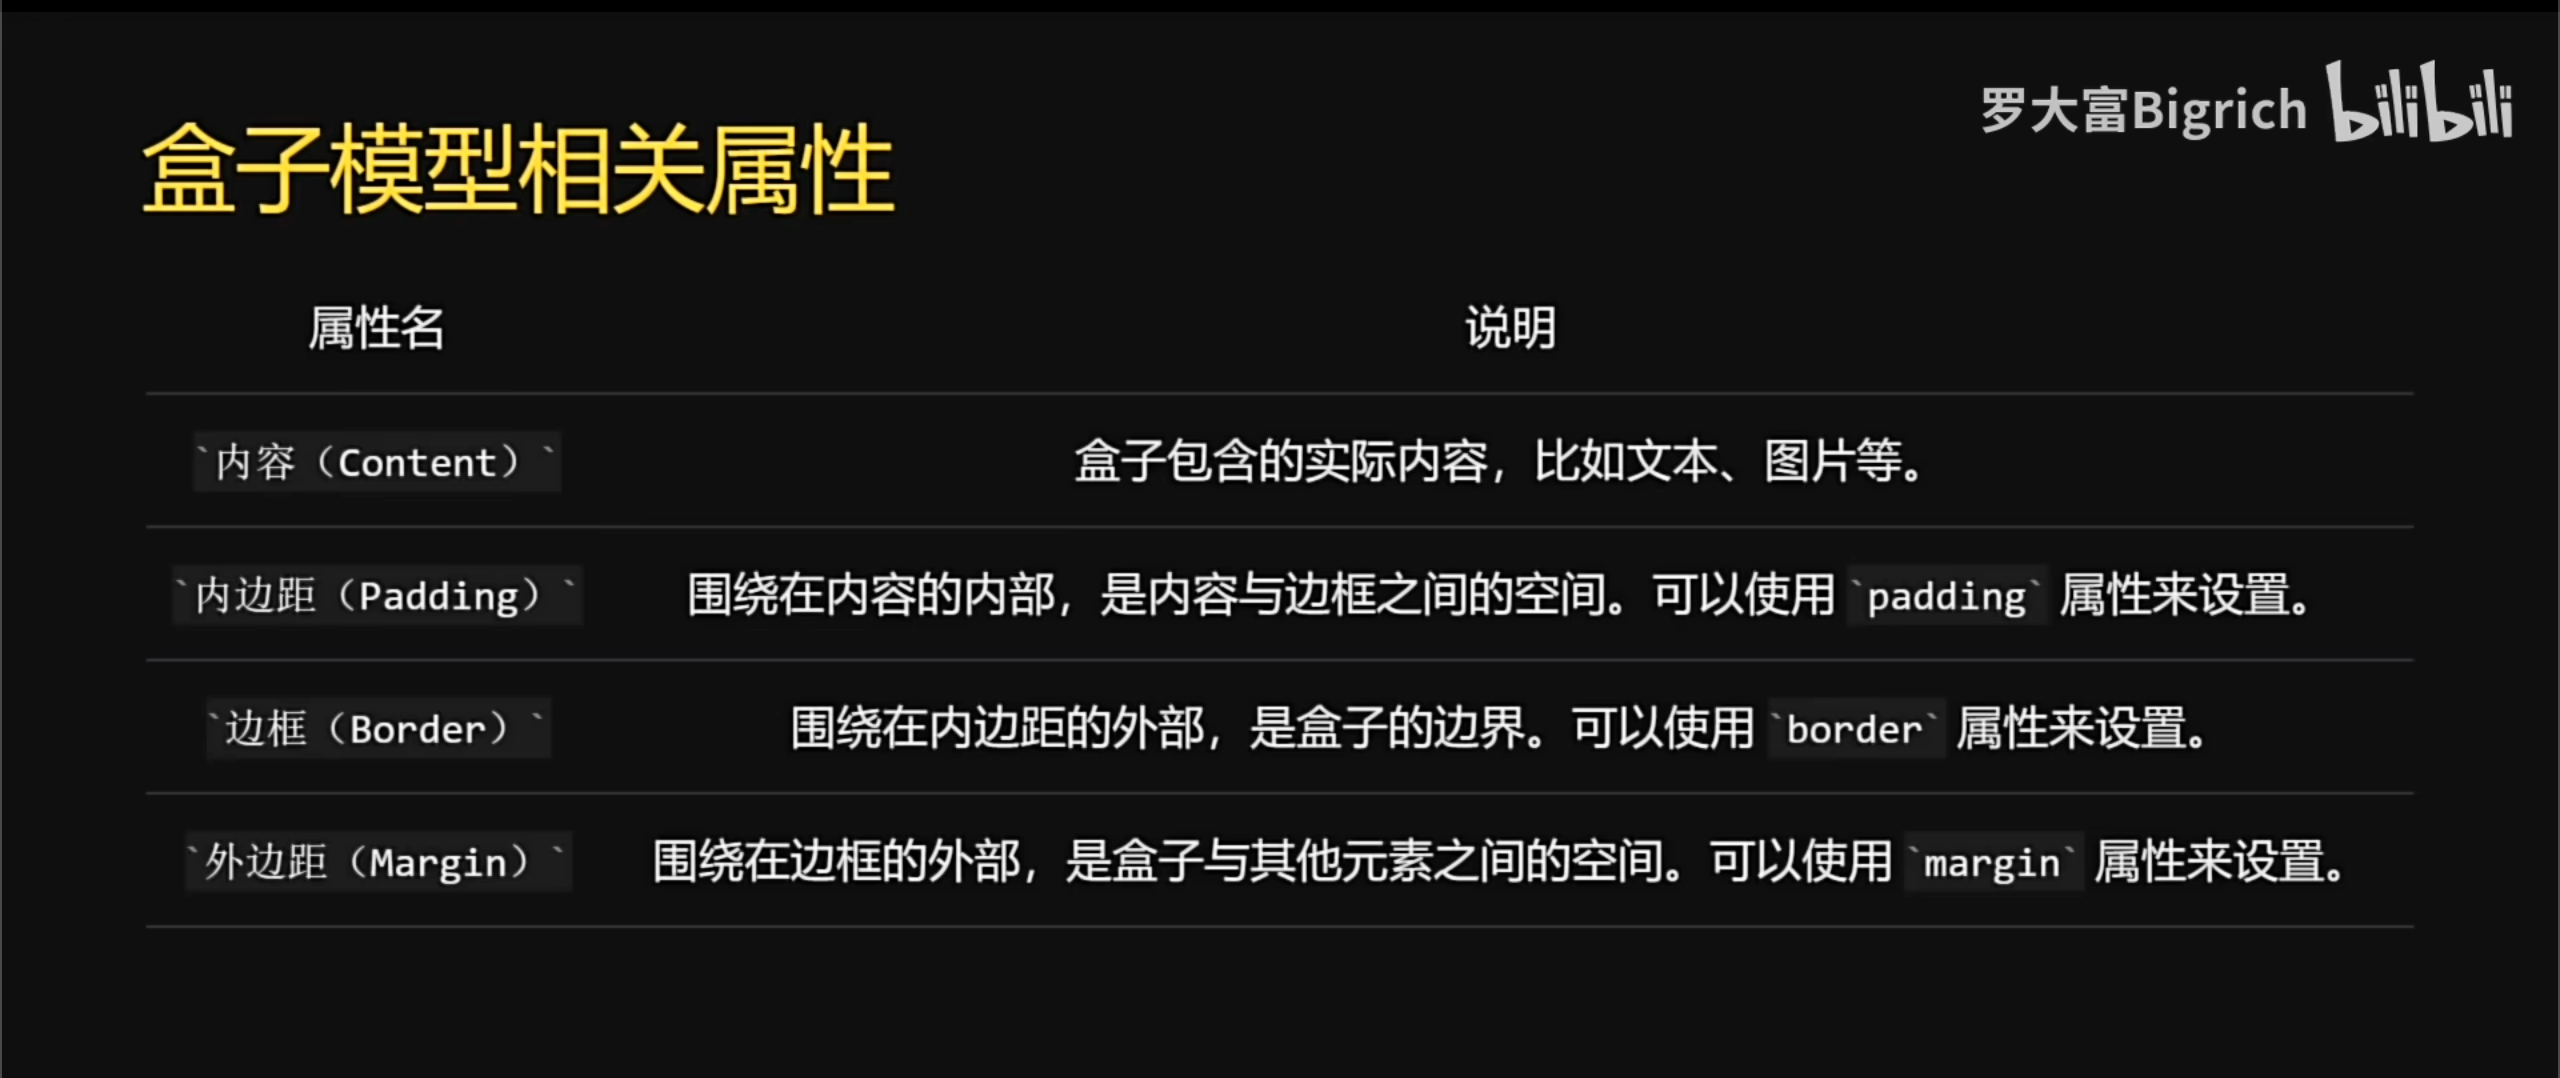 罗大富Bigrich bilibili
盒子模型相关属性
属性名 说明
`内容（Content）` 盒子包含的实际内容，比如文本、图片等。
`内边距（Padding）` 围绕在内容的内部，是内容与边框之间的空间。可以使用 `padding` 属性来设置。
`边框（Border）` 围绕在内边距的外部，是盒子的边界。可以使用 `border` 属性来设置。
`外边距（Margin）` 围绕在边框的外部，是盒子与其他元素之间的空间。可以使用 `margin` 属性来设置。